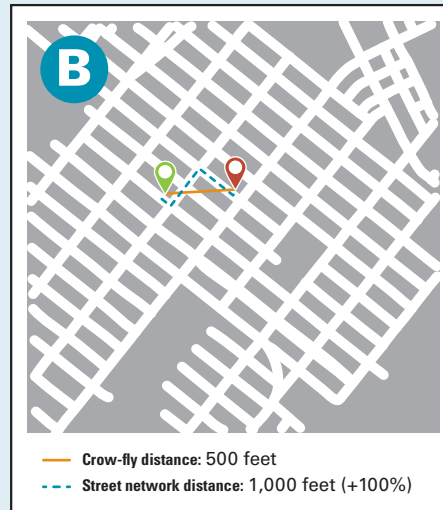 B
Crow-fly distance: 500 feet
Street network distance: 1,000 feet (+100%)